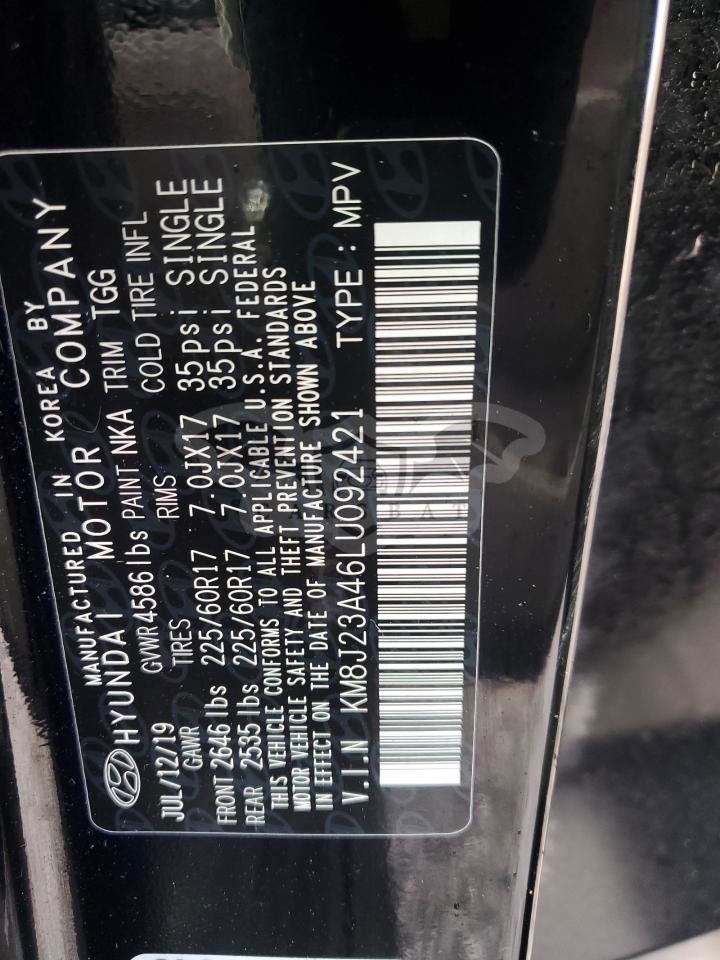 MANUFACTURED IN KOREA BY
HYUNDAI MOTOR COMPANY
JUL/12/19 GVWR 4586 lbs PAINT NKA TRIM TGG
GAWR TIRES RMS COLD TIRE INFL
FRONT 2646 lbs 225/60R17 7.0JX17 35psi SINGLE
REAR 2535 lbs 225/60R17 7.0JX17 35psi SINGLE
THIS VEHICLE CONFORMS TO ALL APPLICABLE U.S.A. FEDERAL
MOTOR VEHICLE SAFETY AND THEFT PREVENTION STANDARDS
IN EFFECT ON THE DATE OF MANUFACTURE SHOWN ABOVE
V.I.N KM8J23A46LU092421 TYPE : MPV